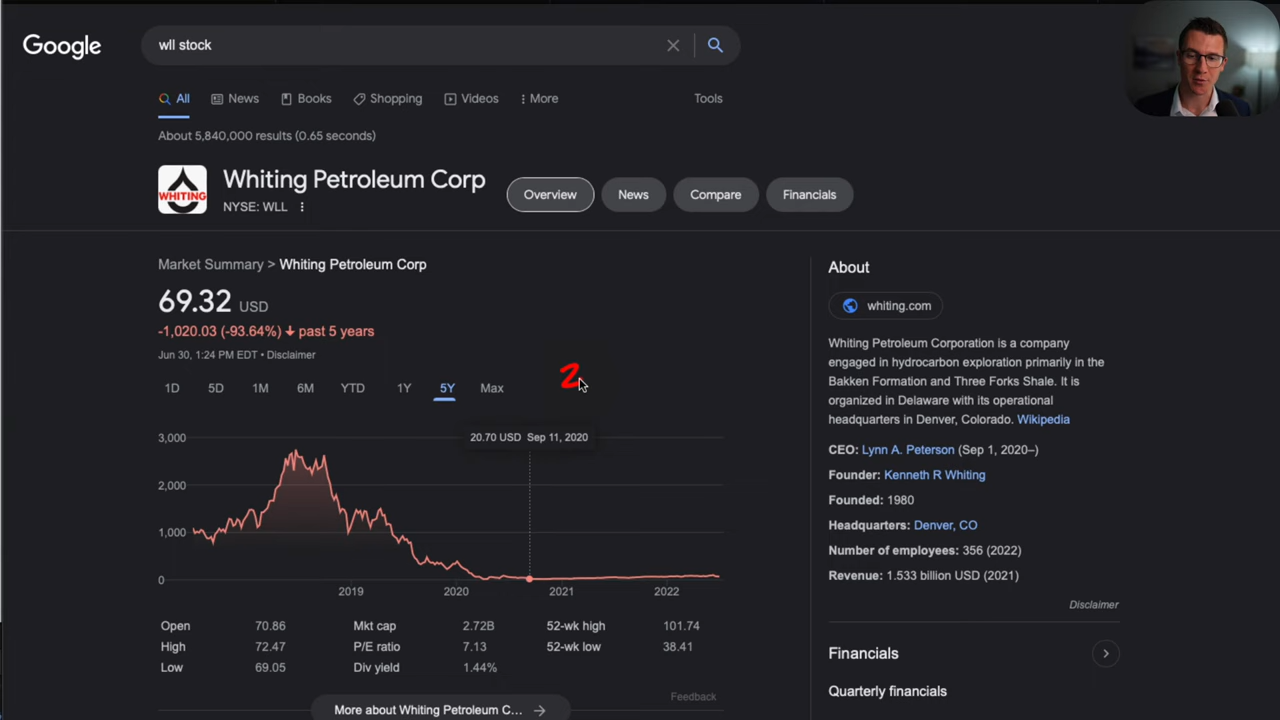 Google
wll stock
All News Books Shopping Videos More Tools
About 5,840,000 results (0.65 seconds)
WHITING
Whiting Petroleum Corp
NYSE: WLL
Overview News Compare Financials
Market Summary > Whiting Petroleum Corp
69.32 USD
-1,020.03 (-93.64%) past 5 years
Jun 30, 1:24 PM EDT • Disclaimer
1D 5D 1M 6M YTD 1Y 5Y Max
2
20.70 USD Sep 11, 2020
3,000
2,000
1,000
0
2019 2020 2021 2022
Open 70.86 Mkt cap 2.72B 52-wk high 101.74
High 72.47 P/E ratio 7.13 52-wk low 38.41
Low 69.05 Div yield 1.44%
Feedback
More about Whiting Petroleum C...
About
whiting.com
Whiting Petroleum Corporation is a company
engaged in hydrocarbon exploration primarily in the
Bakken Formation and Three Forks Shale. It is
organized in Delaware with its operational
headquarters in Denver, Colorado. Wikipedia
CEO: Lynn A. Peterson (Sep 1, 2020–)
Founder: Kenneth R Whiting
Founded: 1980
Headquarters: Denver, CO
Number of employees: 356 (2022)
Revenue: 1.533 billion USD (2021)
Disclaimer
Financials
Quarterly financials